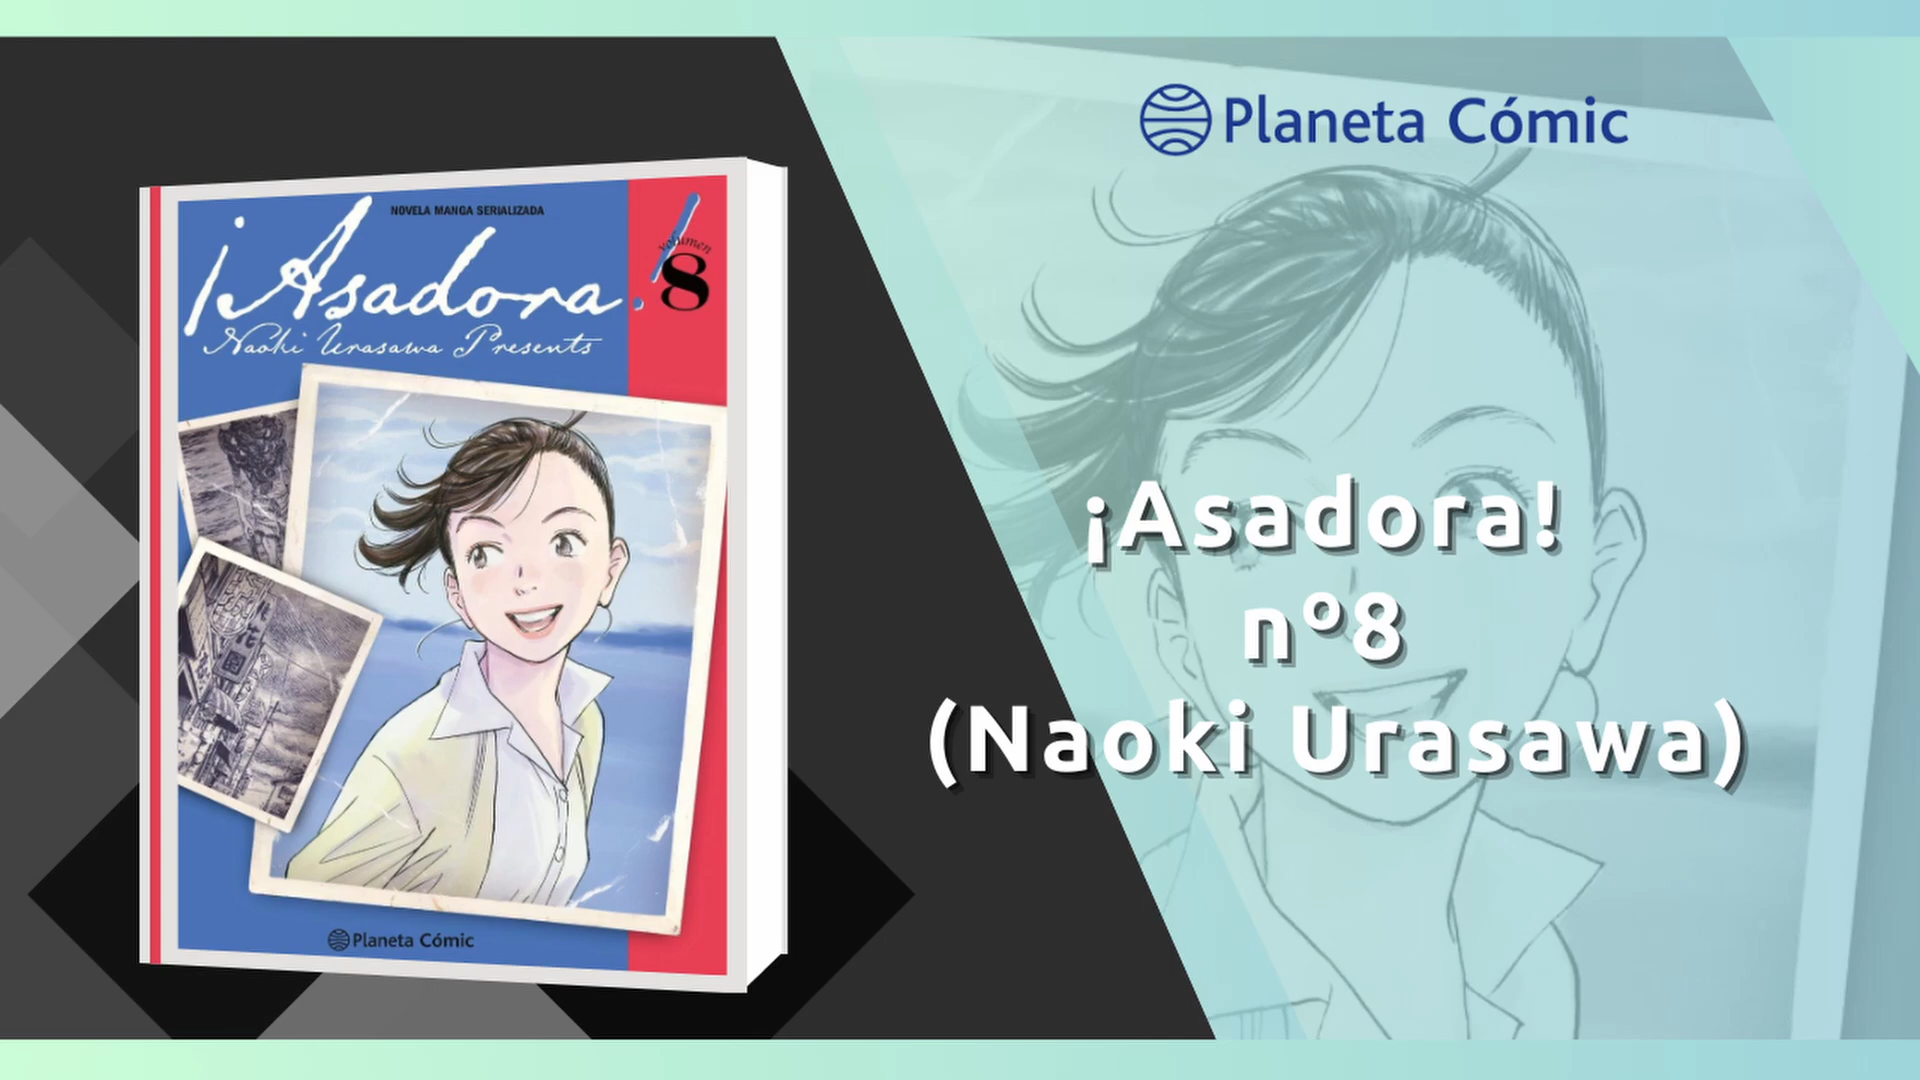 NOVELA MANGA SERIALIZADA
¡Asadora!
volumen
8
Naoki Urasawa Presents
Planeta Cómic
Planeta Cómic
¡Asadora!
nº8
(Naoki Urasawa)